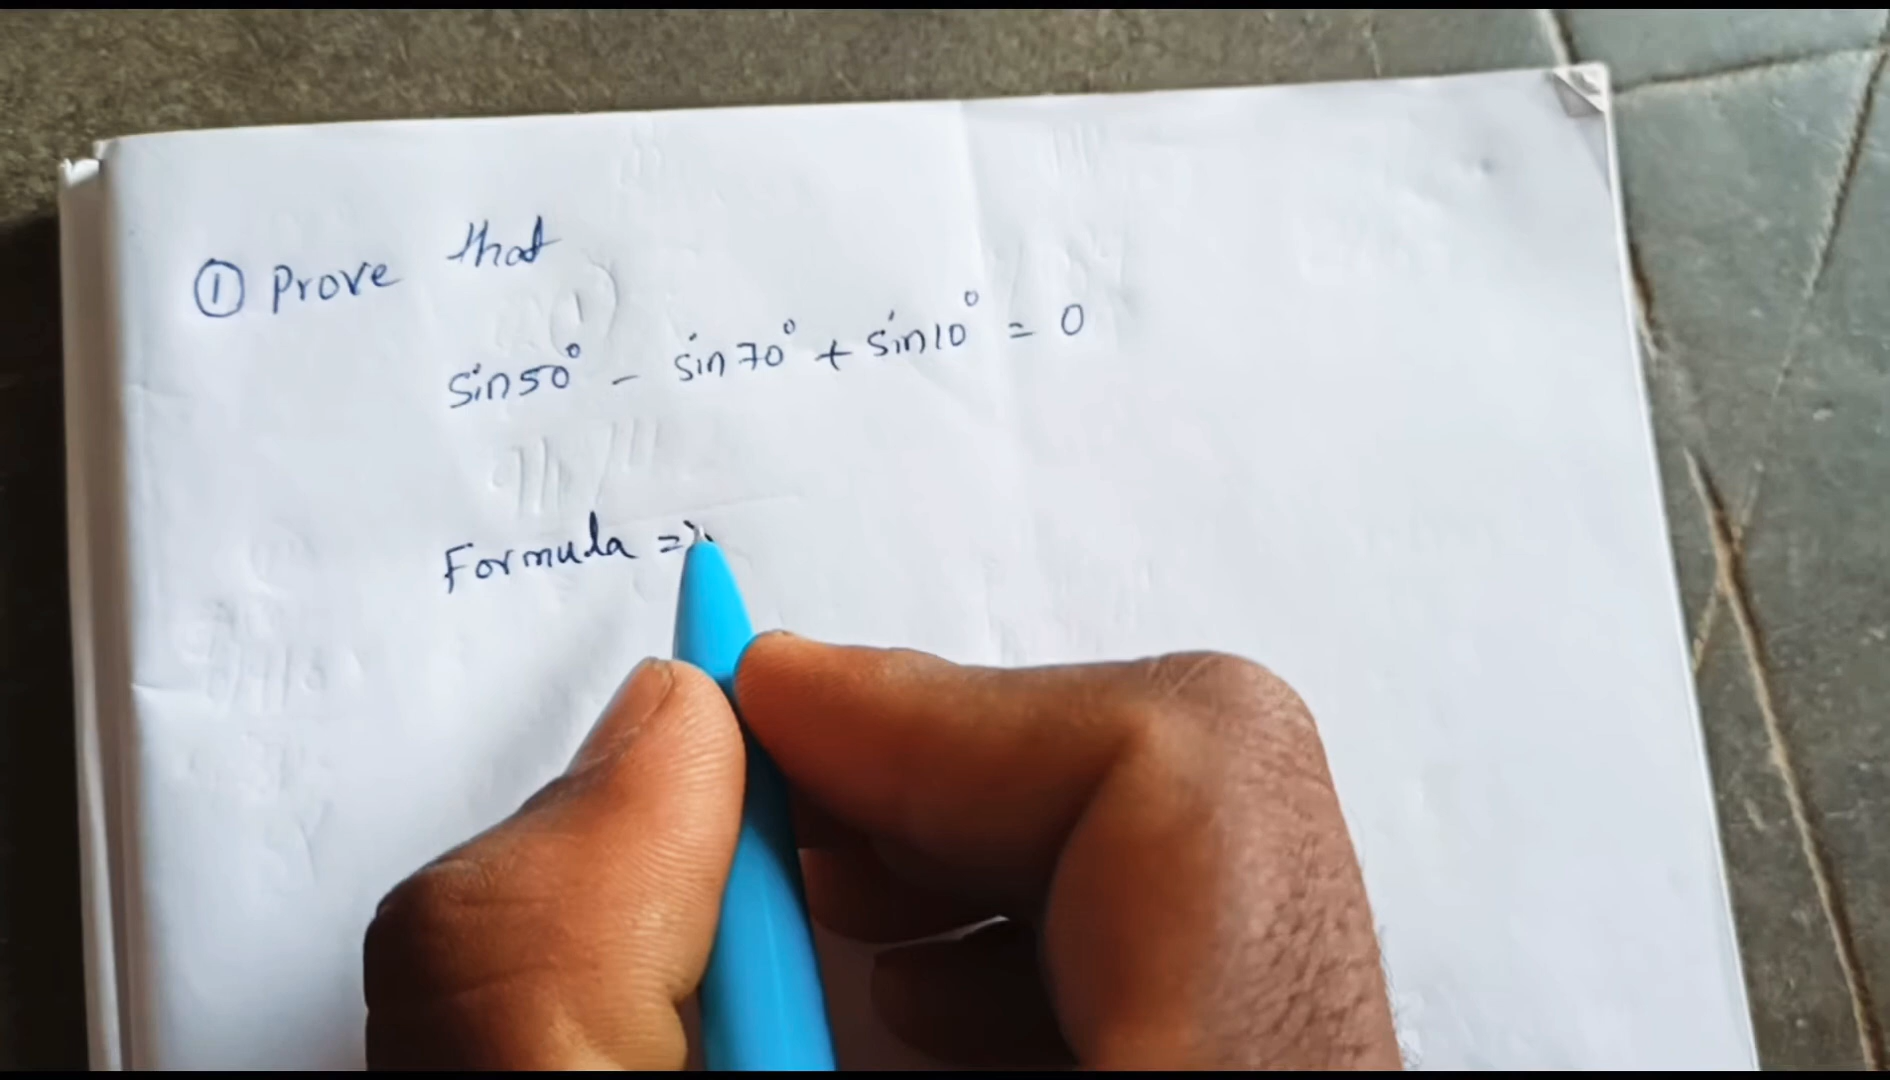 ① Prove that
sin50° - sin70° + sin10° = 0
Formula =>